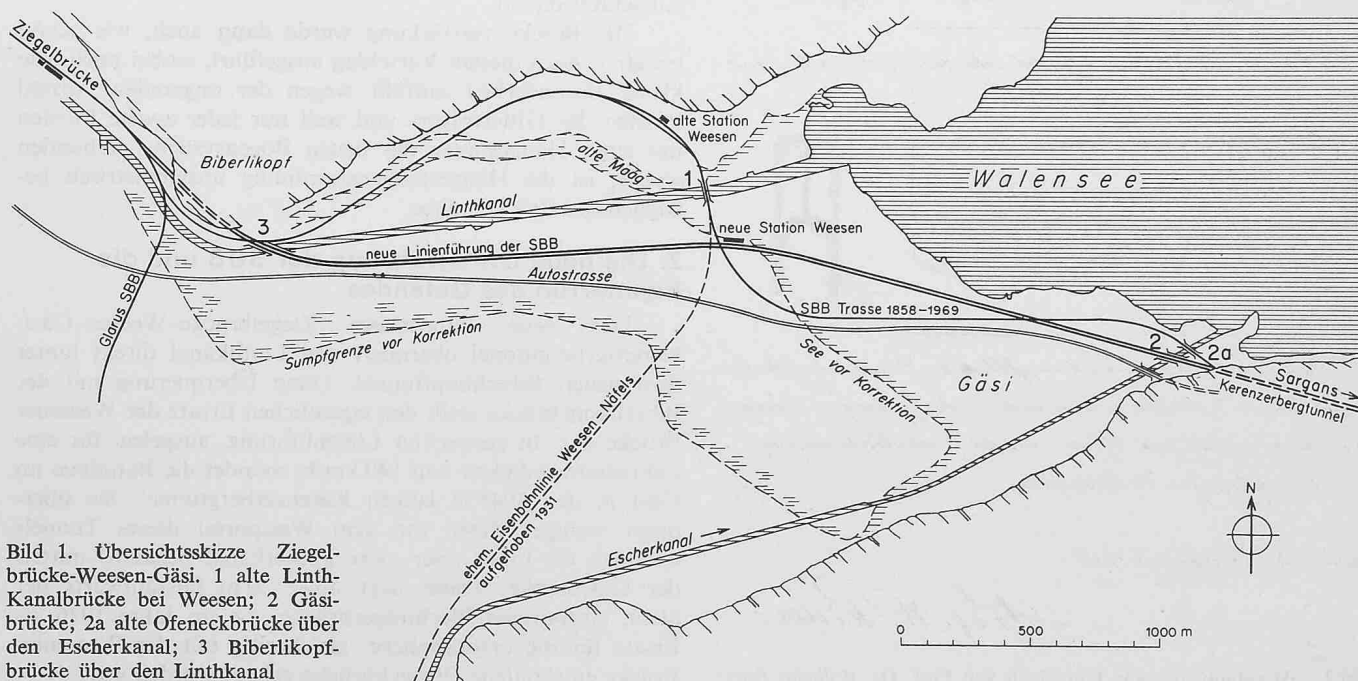 Ziegelbrücke
Biberlikopf
alte Station
Weesen
alte Maag
1
Linthkanal
3
neue Station Weesen
neue Linienführung der SBB
Autostrasse
Walensee
Glarus SBB
Sumpfgrenze vor Korrektion
SBB Trasse 1858-1969
See vor Korrektion
Gäsi
2
2a
Sargans
Kerenzerbergtunnel
ehem. Eisenbahnlinie Weesen-Näfels
aufgehoben 1931
Escherkanal
N
0 500 1000 m
Bild 1. Übersichtsskizze Ziegel-
brücke-Weesen-Gäsi. 1 alte Linth-
Kanalbrücke bei Weesen; 2 Gäsi-
brücke; 2a alte Ofeneckbrücke über
den Escherkanal; 3 Biberlikopf-
brücke über den Linthkanal